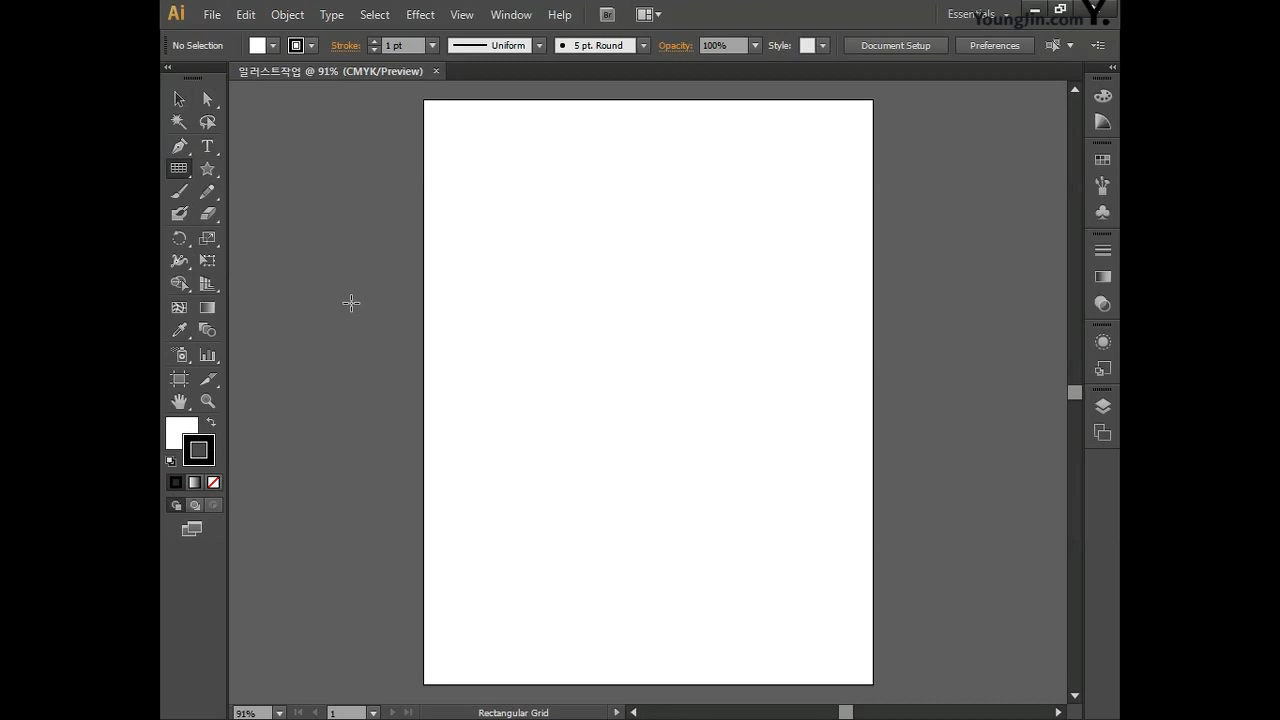 Ai File Edit Object Type Select Effect View Window Help Br Essentials
YoungJin.com Y.
No Selection Stroke: 1 pt Uniform 5 pt. Round Opacity: 100% Style: Document Setup Preferences
일러스트작업 @ 91% (CMYK/Preview) ×
T
91% 1 Rectangular Grid